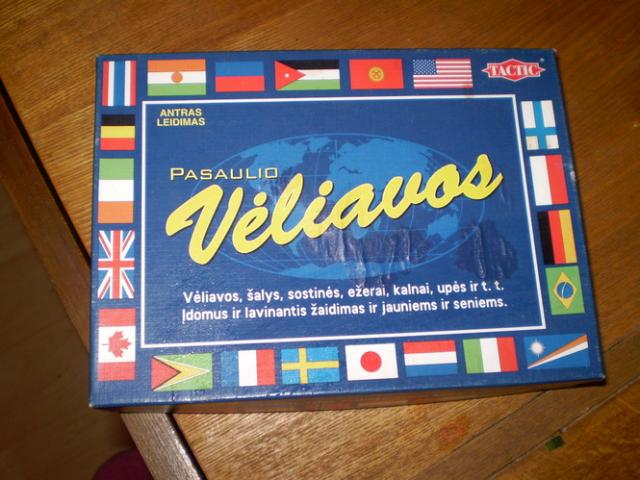 TACTIC
ANTRAS
LEIDIMAS
PASAULIO
Vėliavos
Vėliavos, šalys, sostinės, ežerai, kalnai, upės ir t. t.
Įdomus ir lavinantis žaidimas ir jauniems ir seniems.